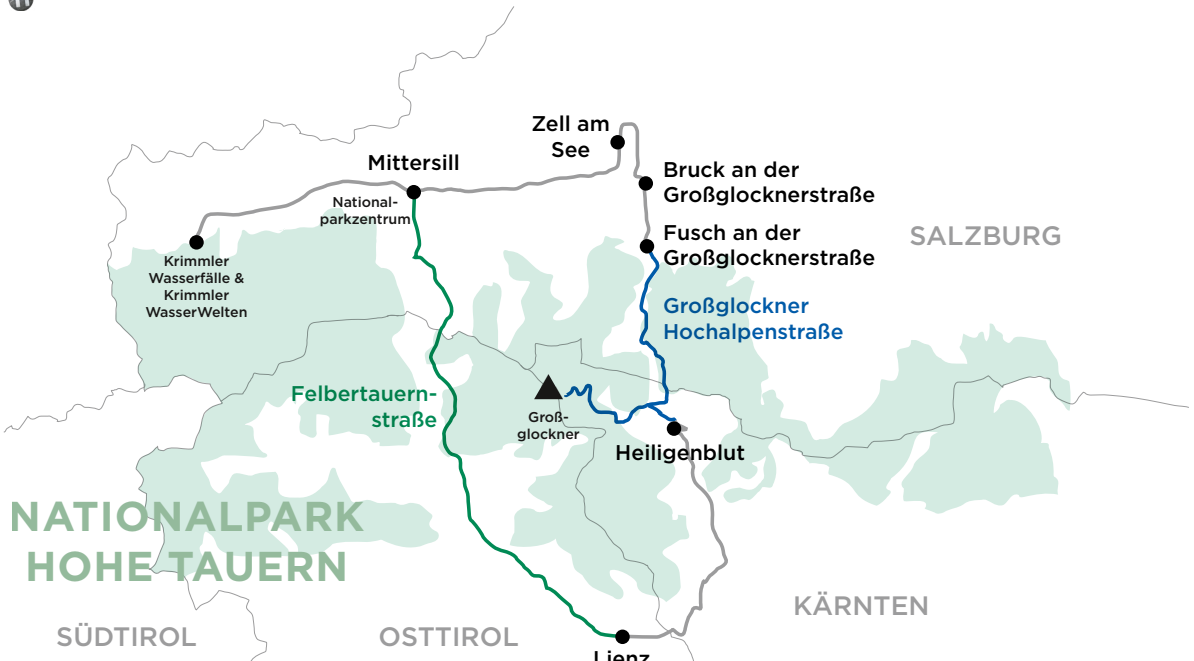 Zell am
See
Mittersill
Bruck an der
Großglocknerstraße
National-
parkzentrum
Fusch an der
Großglocknerstraße
SALZBURG
Krimmler
Wasserfälle &
Krimmler
WasserWelten
Großglockner
Hochalpenstraße
Felbertauern-
straße
Groß-
glockner
Heiligenblut
NATIONALPARK
HOHE TAUERN
KÄRNTEN
SÜDTIROL
OSTTIROL
Lienz